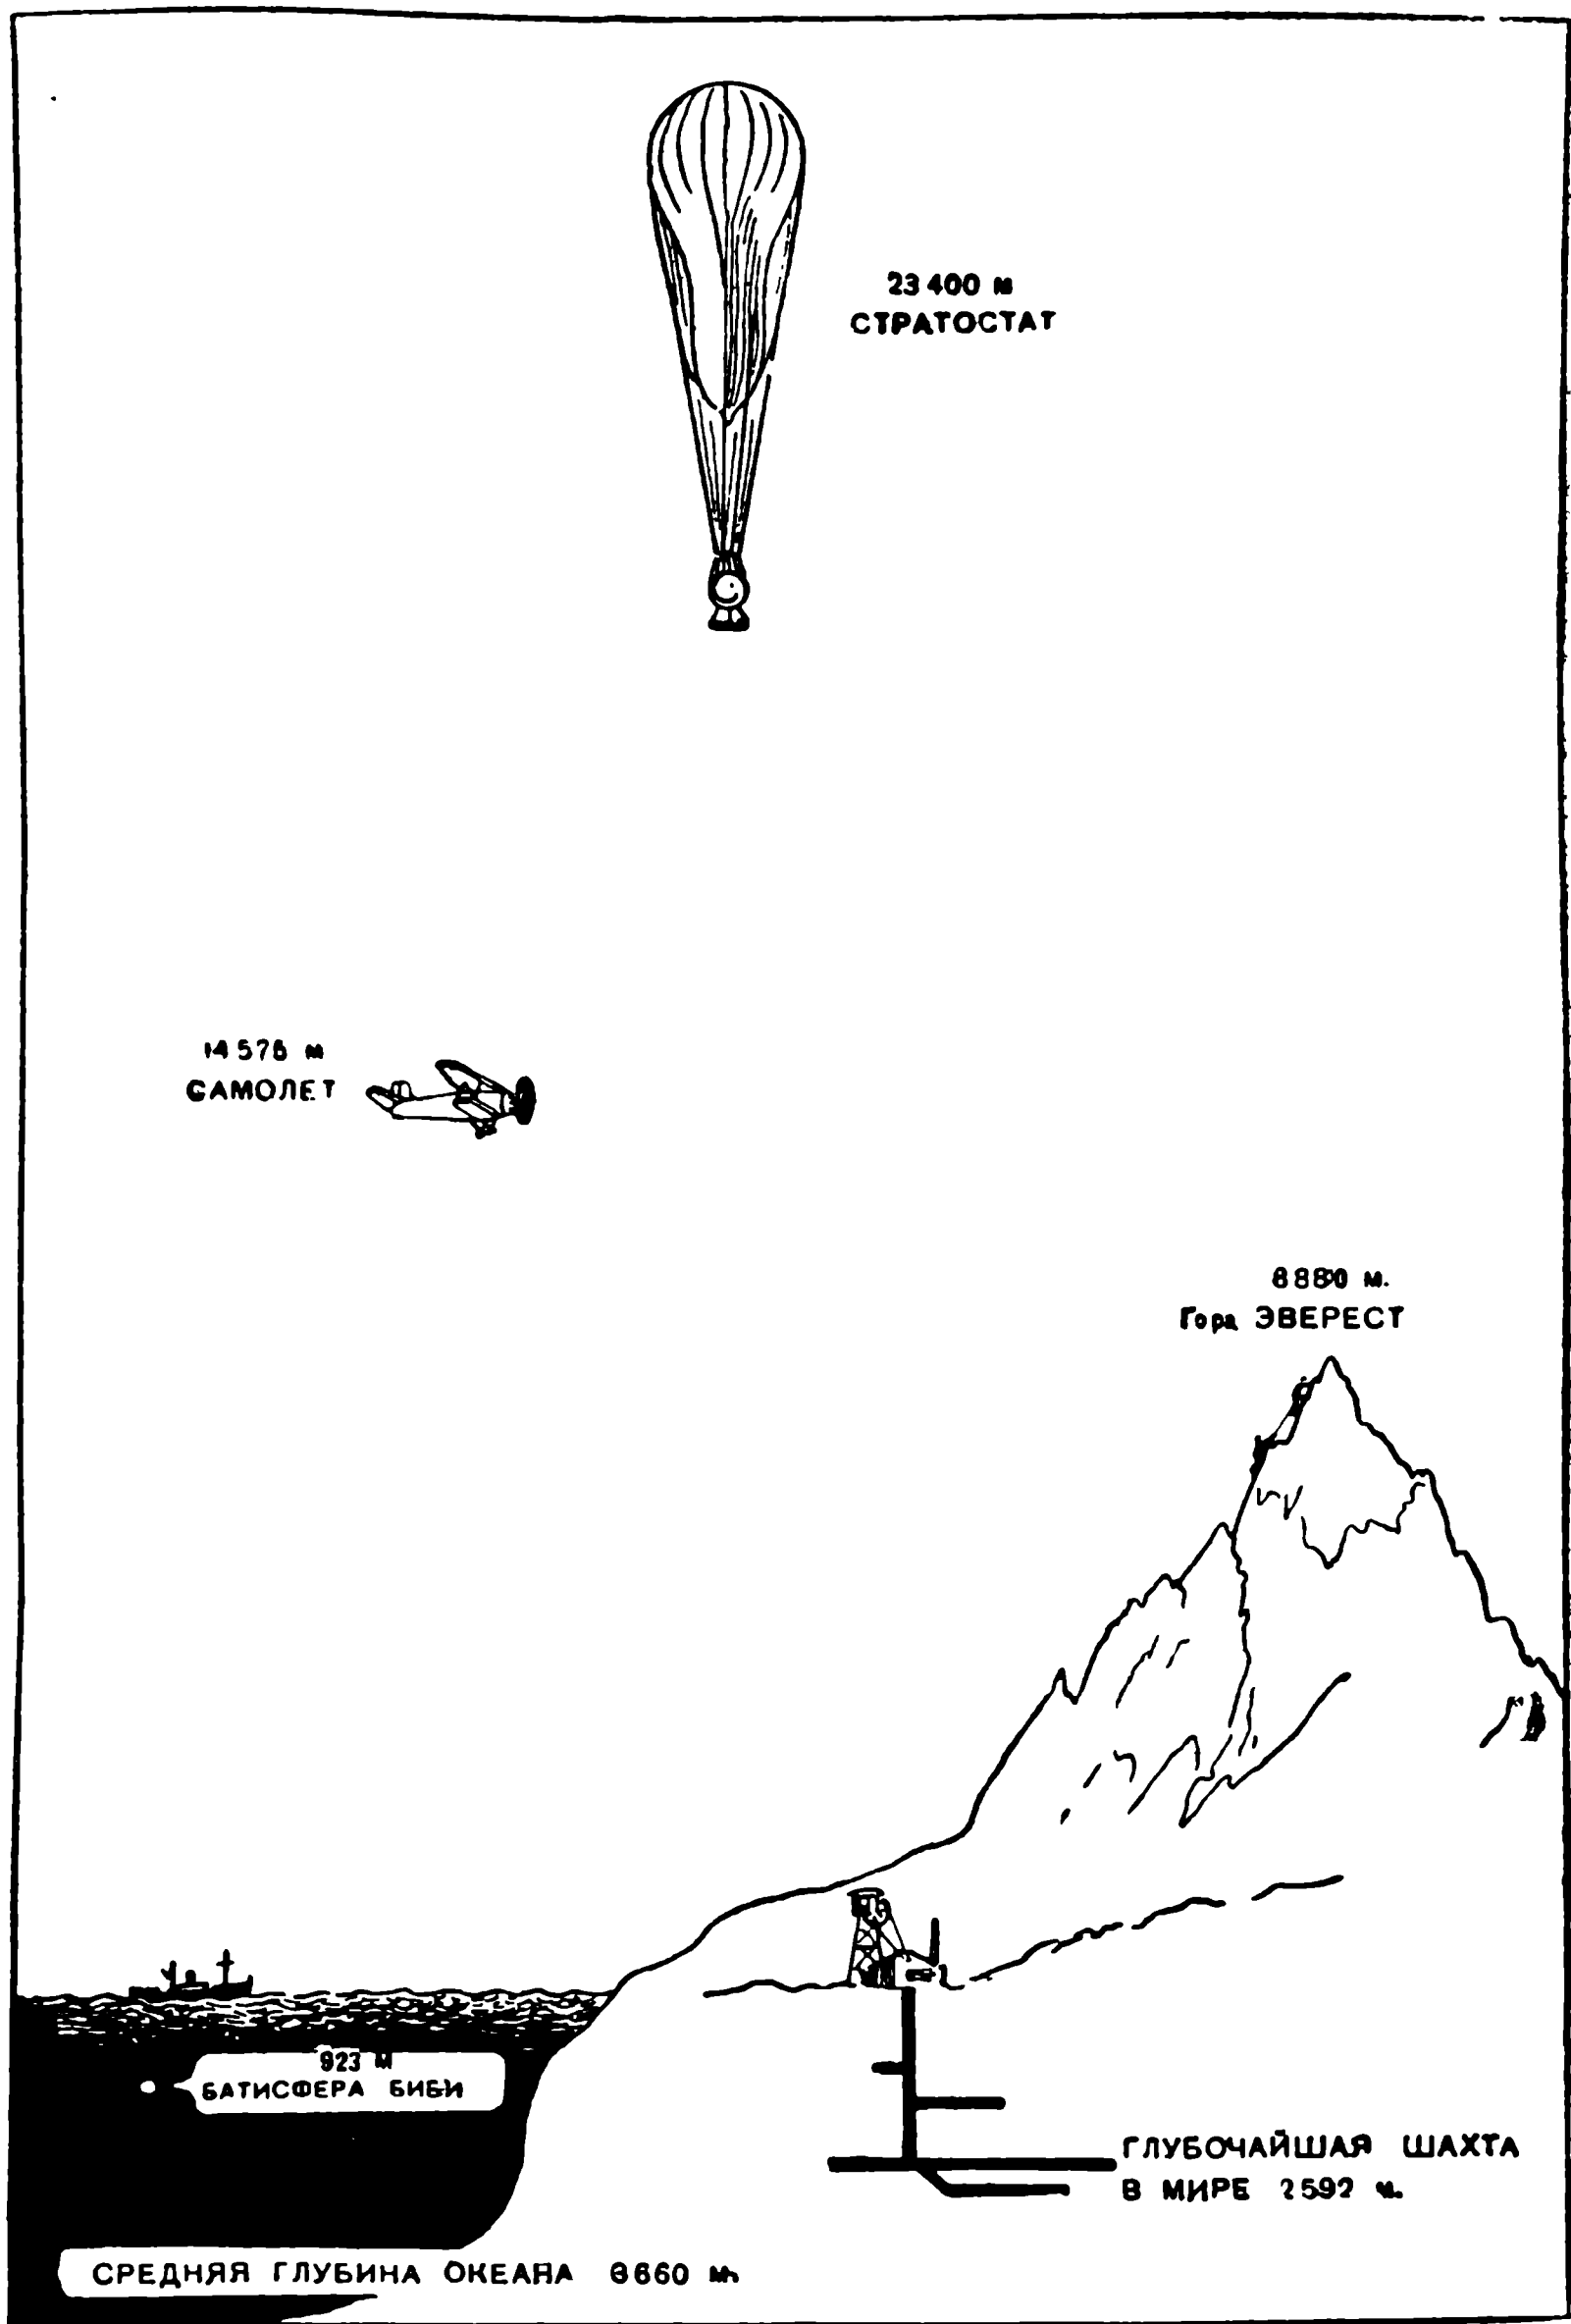 23 400 м
СТРАТОСТАТ
14 575 м
САМОЛЕТ
8880 м.
Гора ЭВЕРЕСТ
923 м
БАТИСФЕРА БИБИ
ГЛУБОЧАЙШАЯ ШАХТА
В МИРЕ 2592 м.
СРЕДНЯЯ ГЛУБИНА ОКЕАНА 3660 м.